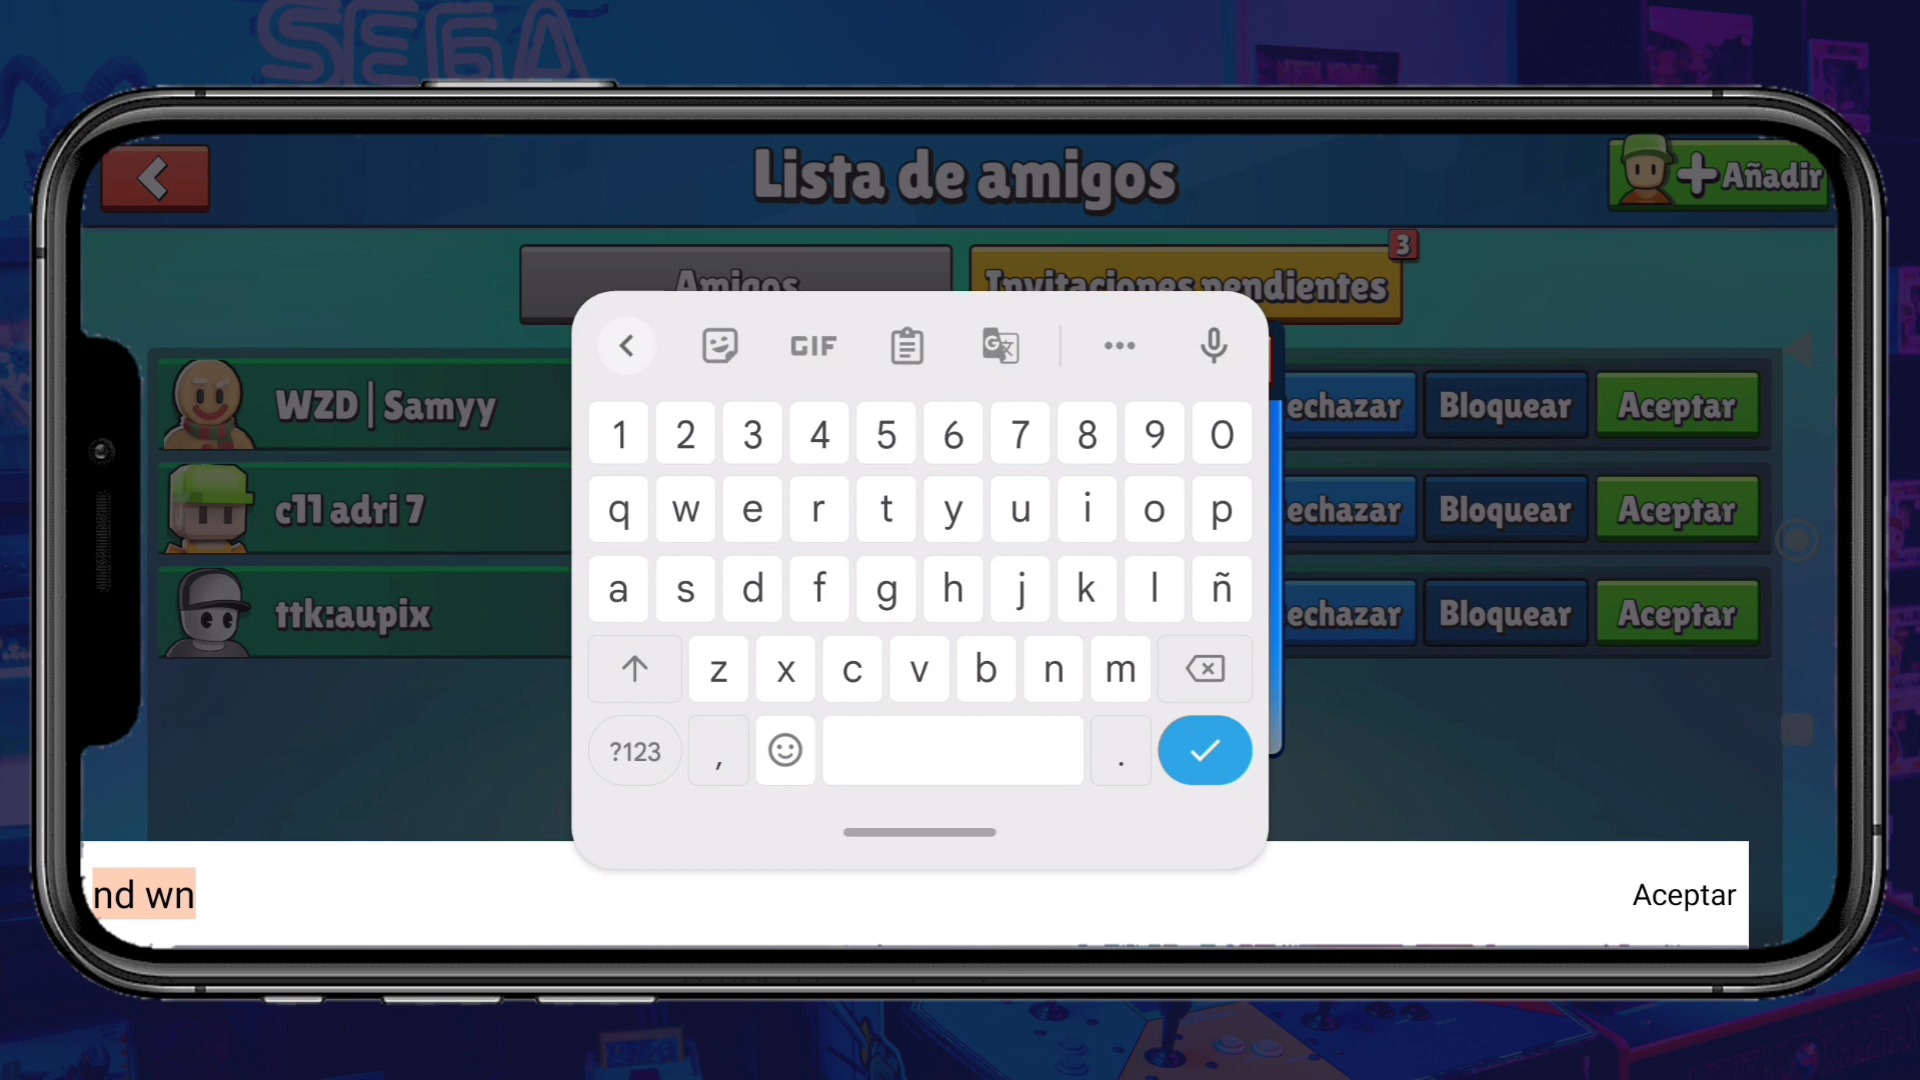 SEGA
Lista de amigos
Añadir
Amigos
Invitaciones pendientes
3
WZD | Samyy
echazar
Bloquear
Aceptar
c11 adri 7
echazar
Bloquear
Aceptar
ttk:aupix
echazar
Bloquear
Aceptar
GIF
1 2 3 4 5 6 7 8 9 0
q w e r t y u i o p
a s d f g h j k l ñ
z x c v b n m
?123 , .
nd wn
Aceptar